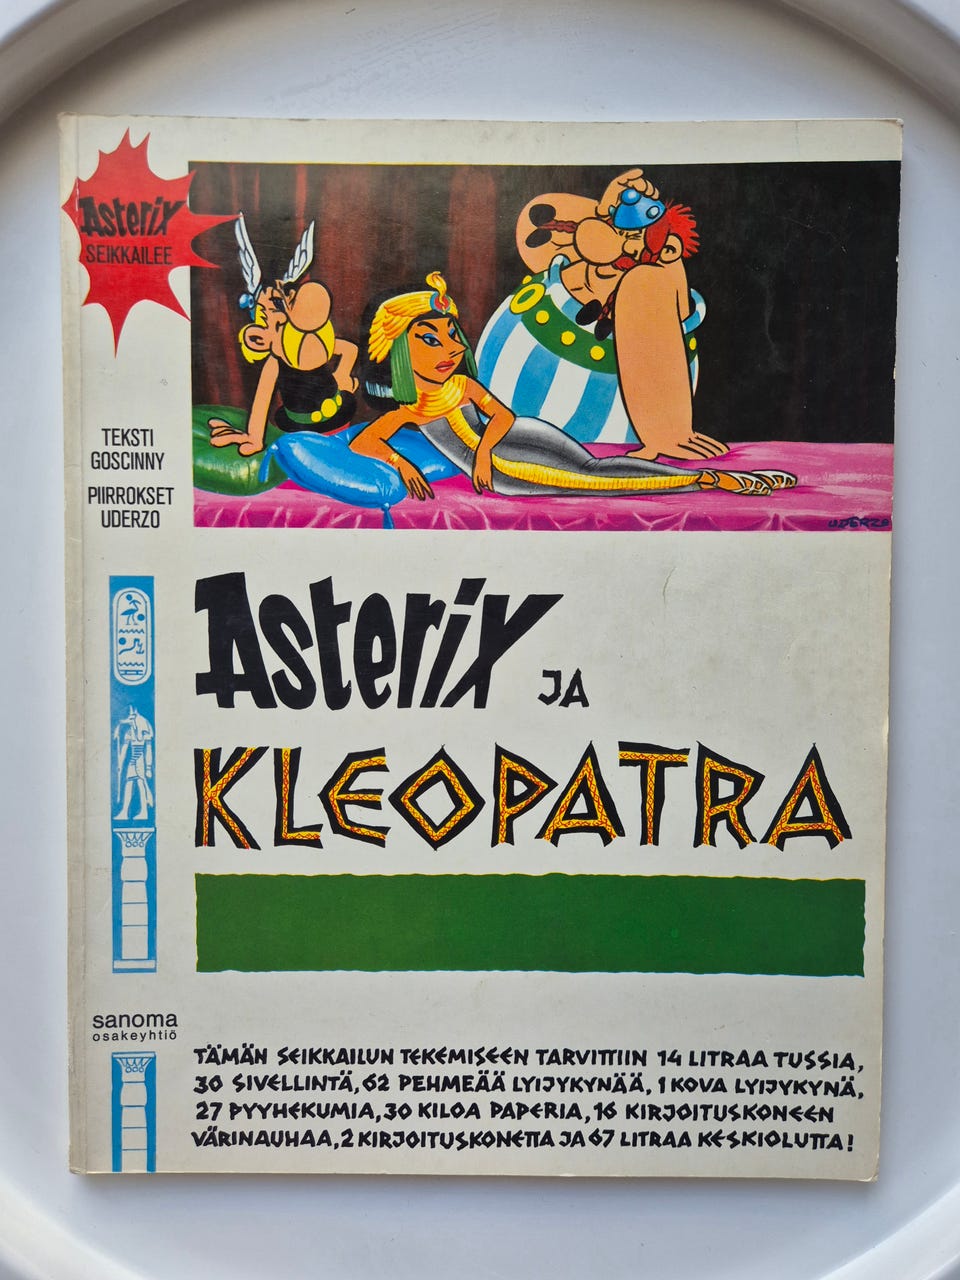 Asterix
SEIKKAILEE
TEKSTI
GOSCINNY
PIIRROKSET
UDERZO
UDERZO
Asterix JA
KLEOPATRA
sanoma
osakeyhtiö
TÄMÄN SEIKKAILUN TEKEMISEEN TARVITTIIN 14 LITRAA TUSSIA,
30 SIVELLINTÄ, 62 PEHMEÄÄ LYIJYKYNÄÄ, 1 KOVA LYIJYKYNÄ,
27 PYYHEKUMIA, 30 KILOA PAPERIA, 16 KIRJOITUSKONEEN
VÄRINAUHAA, 2 KIRJOITUSKONETTA JA 67 LITRAA KESKIOLUTTA!